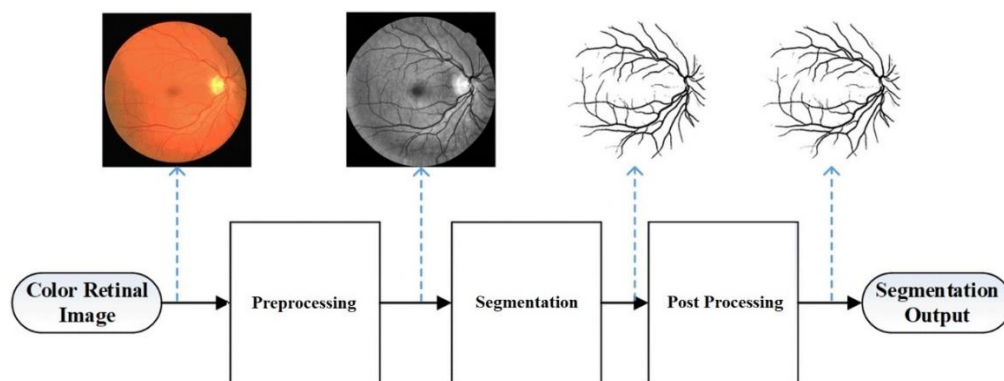 Color Retinal
Image
Preprocessing
Segmentation
Post Processing
Segmentation
Output